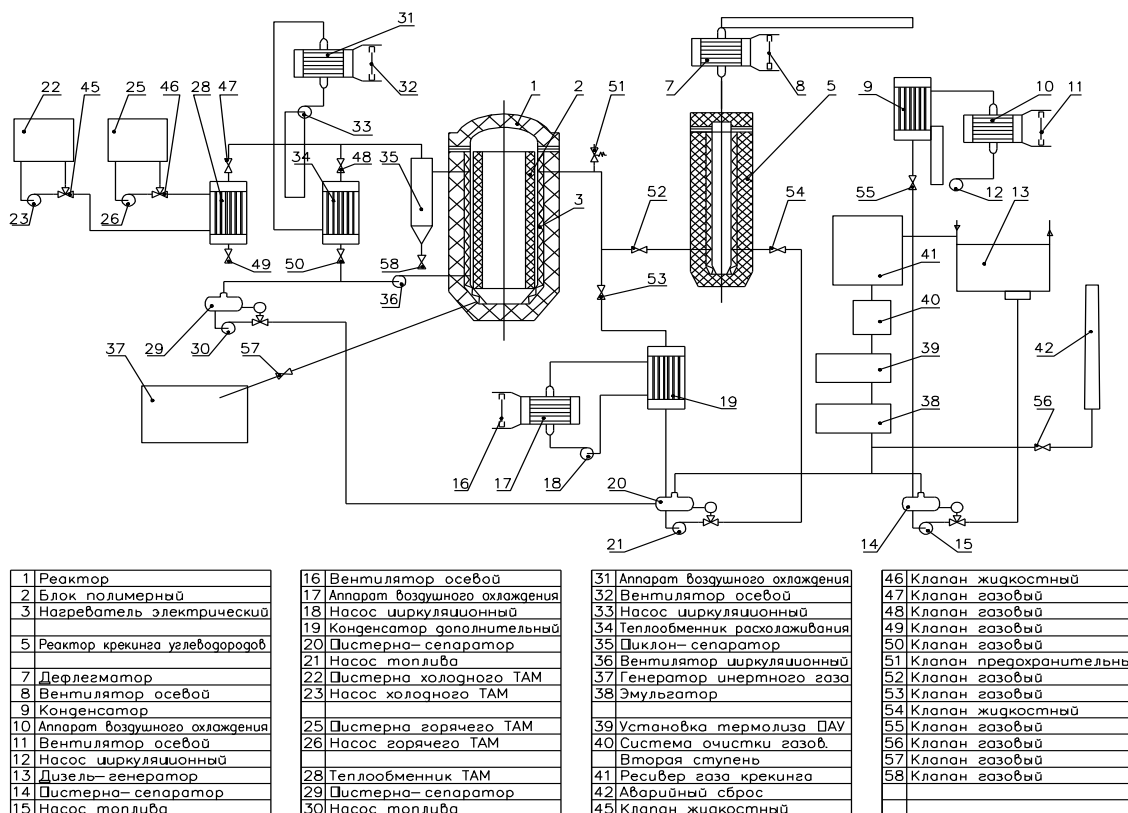 31
22 45 25 46 28 47
32
1 2 51
7 8 5
9 10 11
33
34 48 35
3
52 54
12 13
55
23 26
49 50 58
36
53
41
40
29 30 57
37
39
42
19
38
56
16 17 18
20
21
14 15
1 Реактор
2 Блок полимерный
3 Нагреватель электрический
5 Реактор крекинга углеводородов
7 Дефлегматор
8 Вентилятор осевой
9 Конденсатор
10 Аппарат воздушного охлаждения
11 Вентилятор осевой
12 Насос циркуляционный
13 Дизель-генератор
14 Цистерна-сепаратор
15 Насос топлива
16 Вентилятор осевой
17 Аппарат воздушного охлаждения
18 Насос циркуляционный
19 Конденсатор дополнительный
20 Цистерна-сепаратор
21 Насос топлива
22 Цистерна холодного ТАМ
23 Насос холодного ТАМ
25 Цистерна горячего ТАМ
26 Насос горячего ТАМ
28 Теплообменник ТАМ
29 Цистерна-сепаратор
30 Насос топлива
31 Аппарат воздушного охлаждения
32 Вентилятор осевой
33 Насос циркуляционный
34 Теплообменник расхолаживания
35 Циклон-сепаратор
36 Вентилятор циркуляционный
37 Генератор инертного газа
38 Эмульгатор
39 Установка термолиза ЦАУ
40 Система очистки газов.
Вторая ступень
41 Ресивер газа крекинга
42 Аварийный сброс
45 Клапан жидкостный
46 Клапан жидкостный
47 Клапан газовый
48 Клапан газовый
49 Клапан газовый
50 Клапан газовый
51 Клапан предохранительны
52 Клапан газовый
53 Клапан газовый
54 Клапан жидкостный
55 Клапан газовый
56 Клапан газовый
57 Клапан газовый
58 Клапан газовый